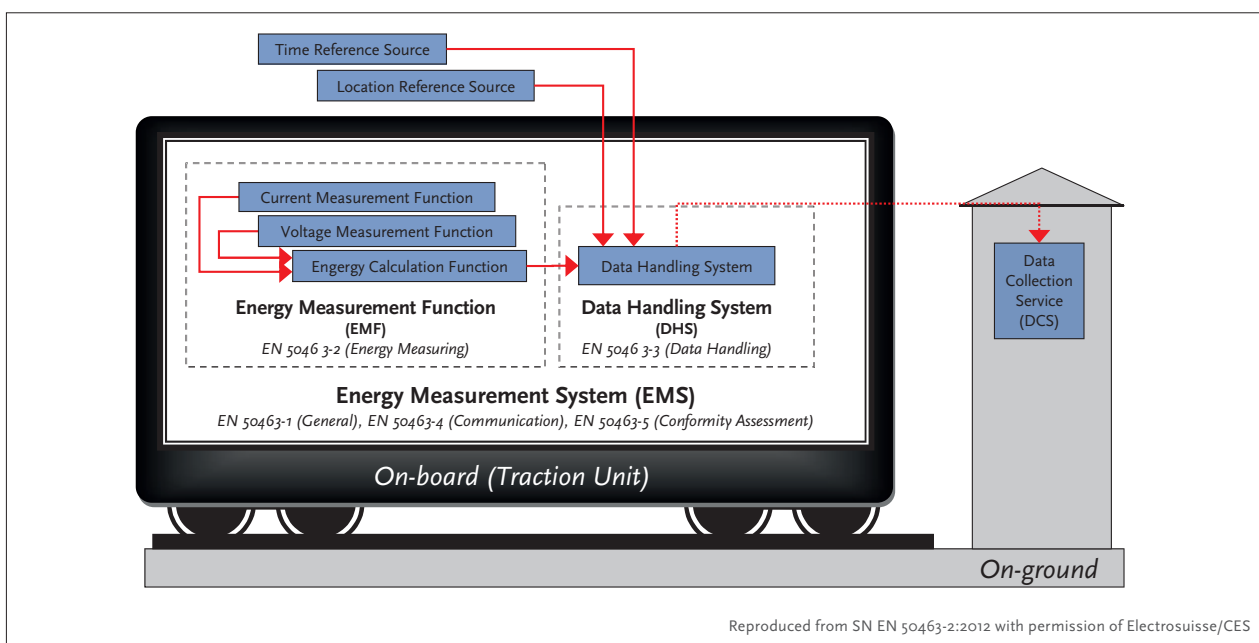 Time Reference Source
Location Reference Source
Current Measurement Function
Voltage Measurement Function
Engergy Calculation Function
Energy Measurement Function
(EMF)
EN 5046 3-2 (Energy Measuring)
Data Handling System
Data Handling System
(DHS)
EN 5046 3-3 (Data Handling)
Energy Measurement System (EMS)
EN 50463-1 (General), EN 50463-4 (Communication), EN 50463-5 (Conformity Assessment)
On-board (Traction Unit)
Data
Collection
Service
(DCS)
On-ground
Reproduced from SN EN 50463-2:2012 with permission of Electrosuisse/CES